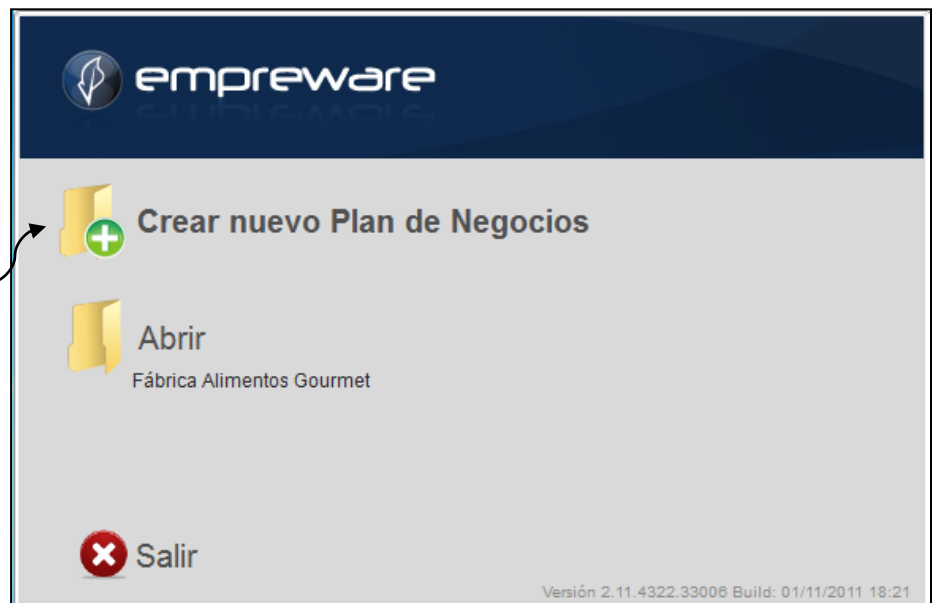 empreware
Crear nuevo Plan de Negocios
Abrir
Fábrica Alimentos Gourmet
Salir
Versión 2.11.4322.33006 Build: 01/11/2011 18:21